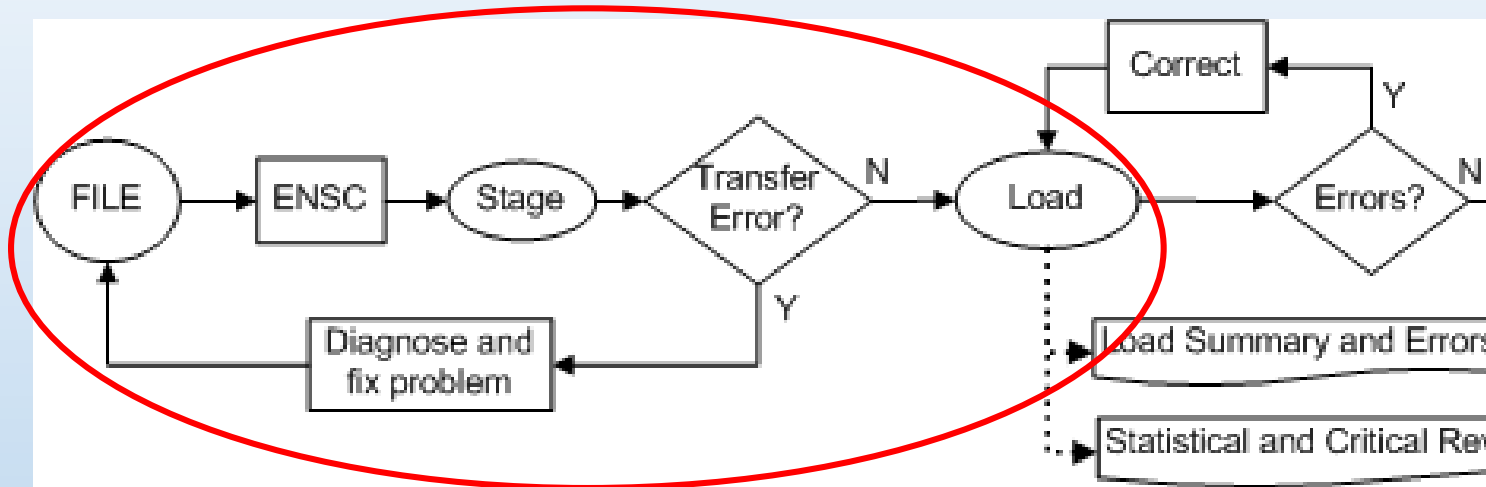 Correct
Y
FILE
ENSC
Stage
Transfer
Error?
N
Load
Errors?
N
Y
Diagnose and
fix problem
Load Summary and Errors
Statistical and Critical Rev